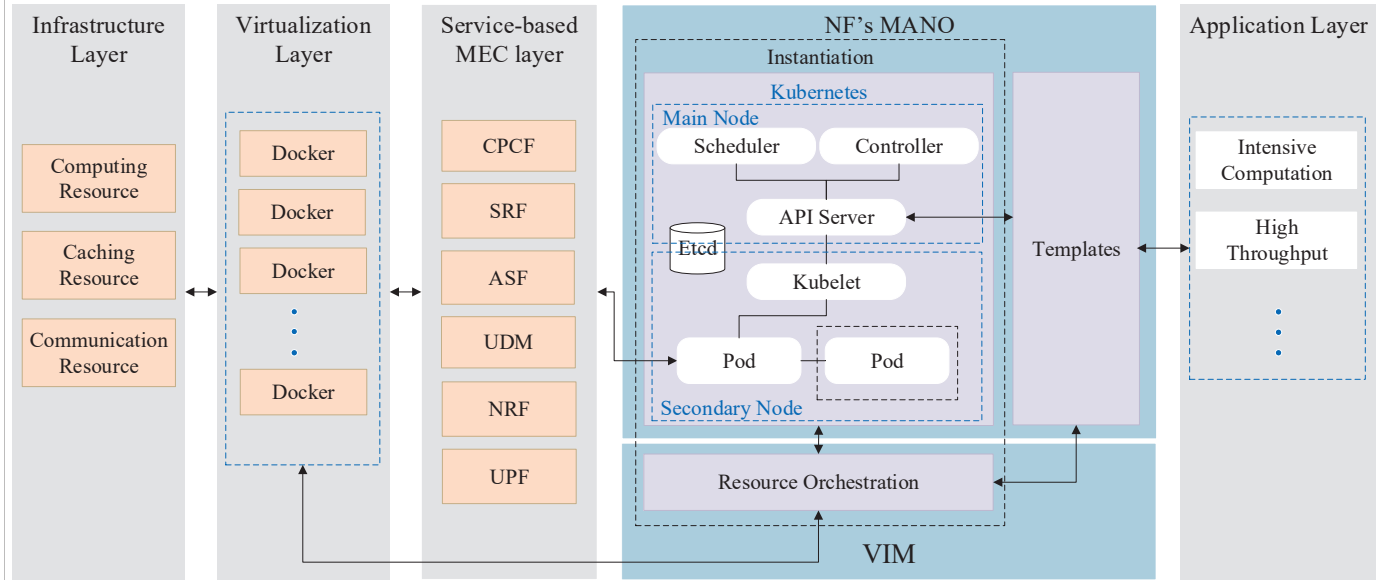 Infrastructure
Layer
Computing
Resource
Caching
Resource
Communication
Resource
Virtualization
Layer
Docker
Docker
Docker
Docker
Service-based
MEC layer
CPCF
SRF
ASF
UDM
NRF
UPF
NF's MANO
Instantiation
Kubernetes
Main Node
Scheduler
Controller
API Server
Etcd
Kubelet
Pod
Pod
Secondary Node
Templates
Resource Orchestration
VIM
Application Layer
Intensive
Computation
High
Throughput